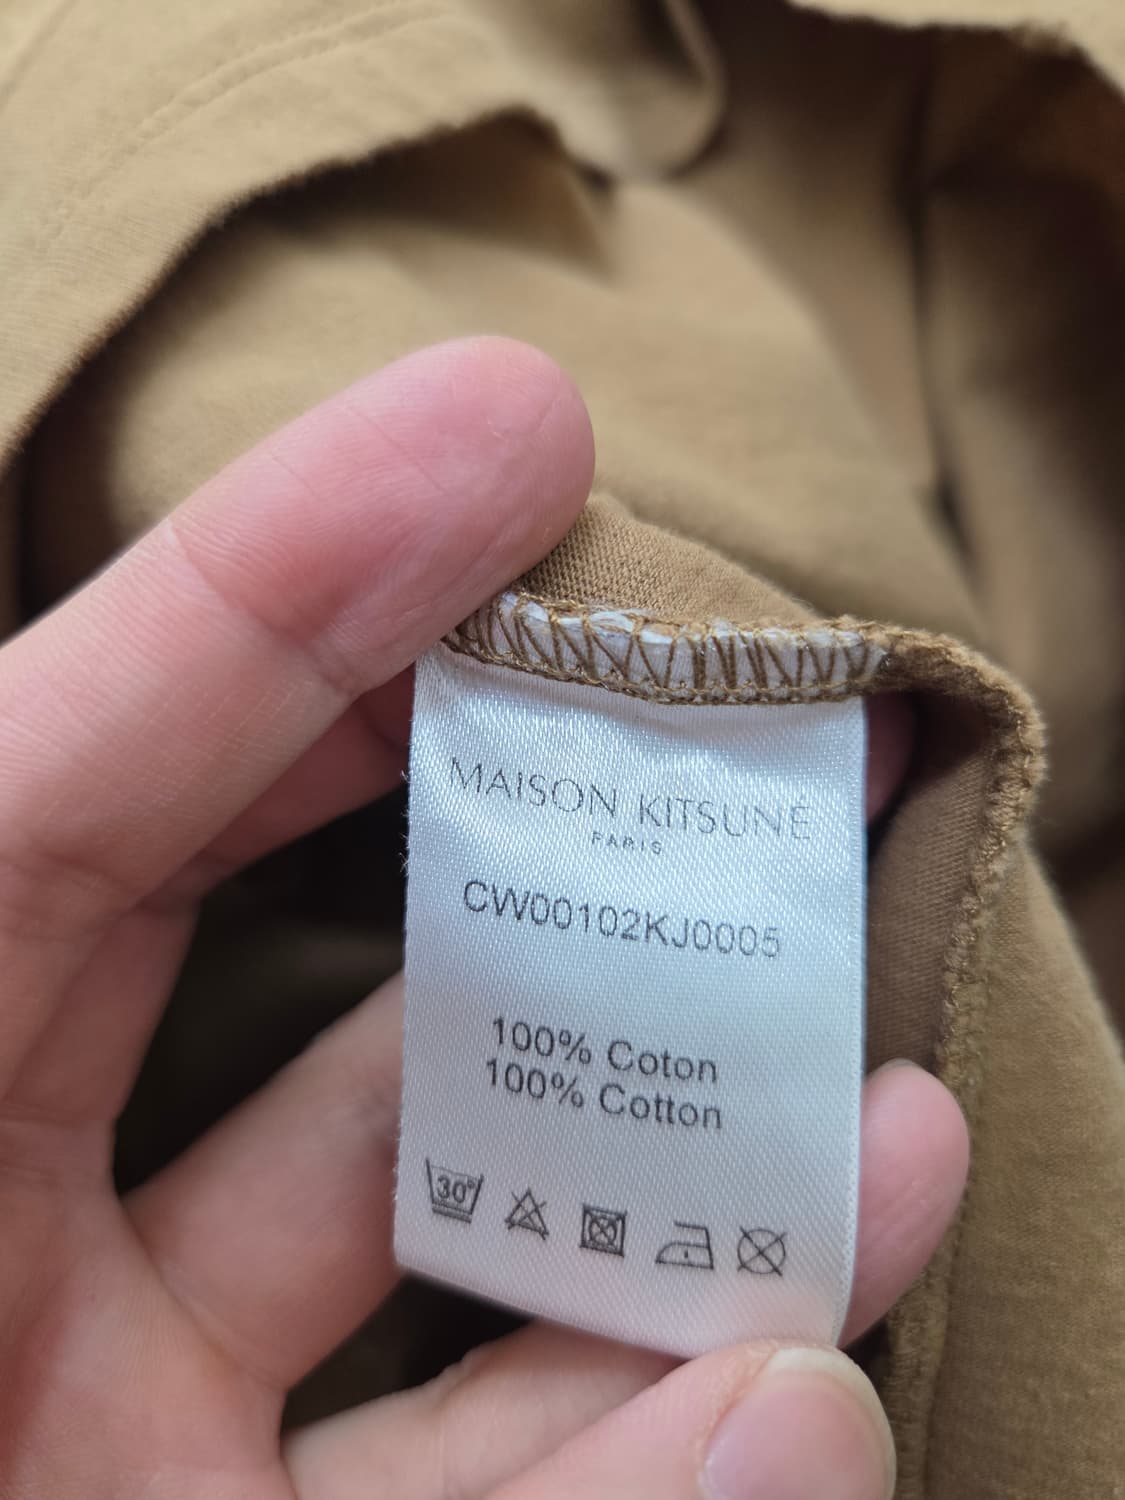 MAISON KITSUNÉ
PARIS
CW00102KJ0005
100% Coton
100% Cotton
30°